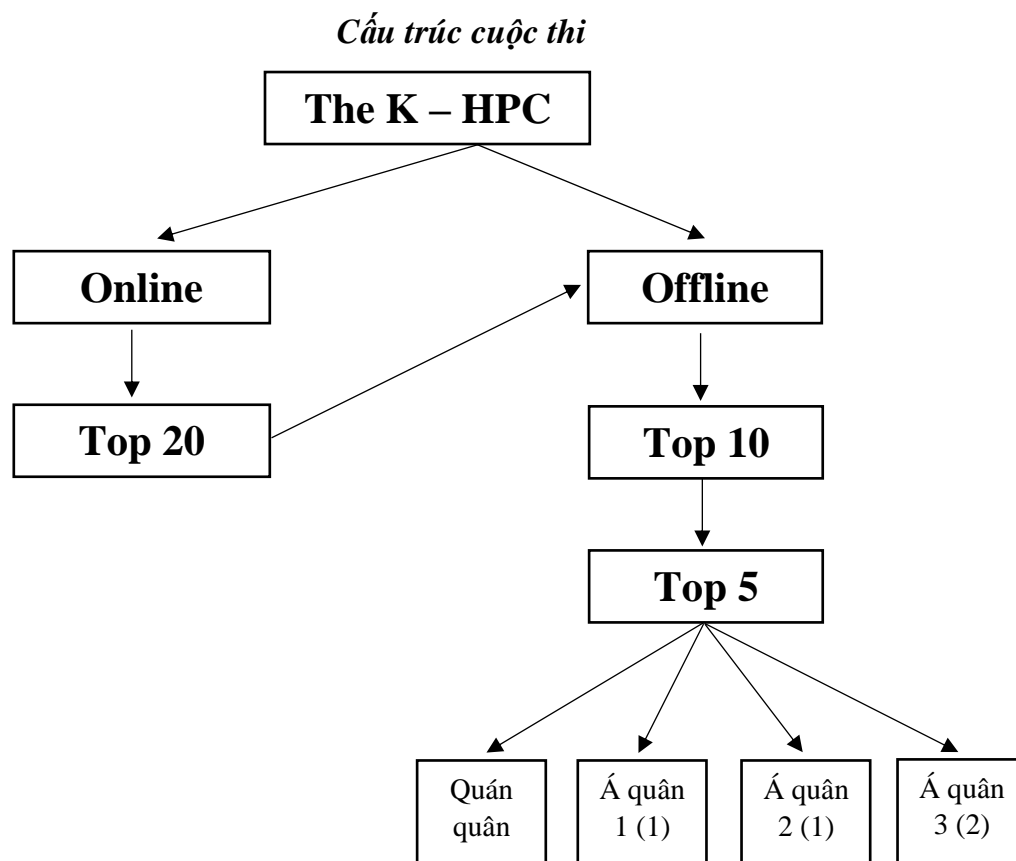 Cấu trúc cuộc thi
The K – HPC
Online
Offline
Top 20
Top 10
Top 5
Quán
quân
Á quân
1 (1)
Á quân
2 (1)
Á quân
3 (2)